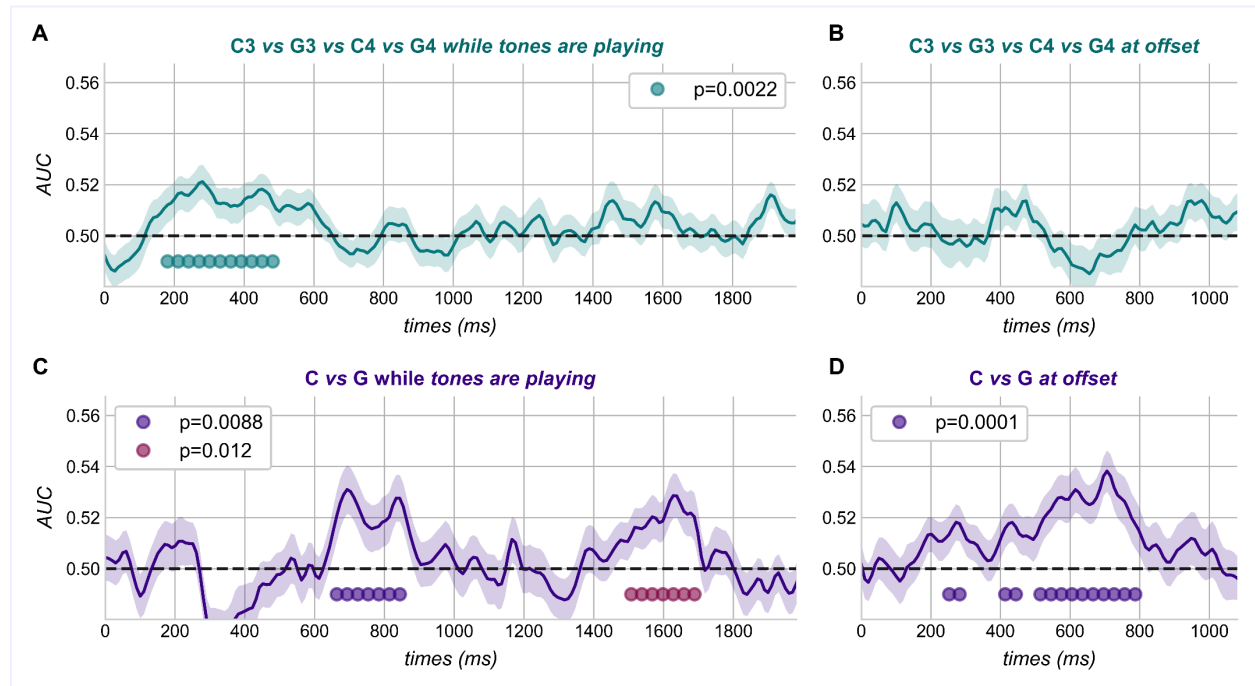 A
C3 vs G3 vs C4 vs G4 while tones are playing
0.56
0.54
0.52
0.50
AUC
p=0.0022
0 200 400 600 800 1000 1200 1400 1600 1800
times (ms)
B
C3 vs G3 vs C4 vs G4 at offset
0.56
0.54
0.52
0.50
0 200 400 600 800 1000
times (ms)
C
C vs G while tones are playing
0.56
0.54
0.52
0.50
AUC
p=0.0088
p=0.012
0 200 400 600 800 1000 1200 1400 1600 1800
times (ms)
D
C vs G at offset
0.56
0.54
0.52
0.50
p=0.0001
0 200 400 600 800 1000
times (ms)